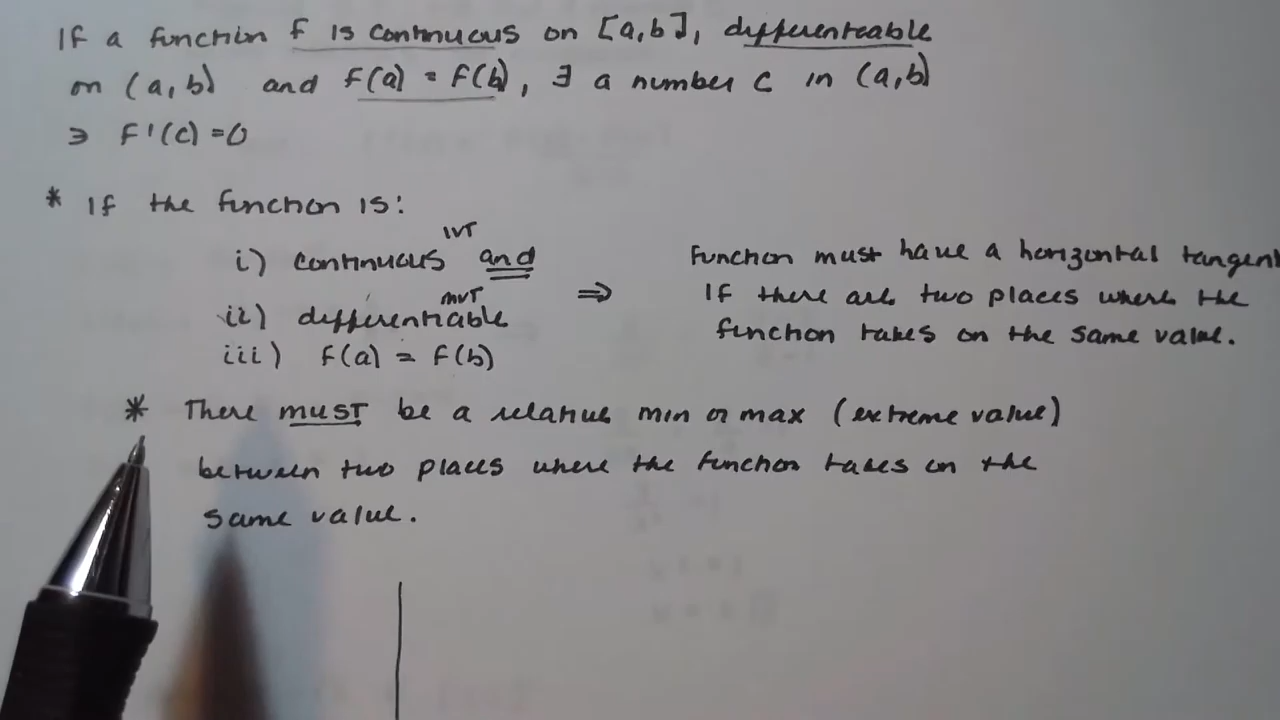 If a function f is continuous on [a,b], differenteable
on (a,b) and f(a) = f(b), ∃ a number c in (a,b)
∋ f'(c) = 0
* If the function is:
IVT
i) continuous and
MVT
ii) differentiable
iii) f(a) = f(b)
⇒ Function must have a horizontal tangent
If there are two places where the
function takes on the same value.
* There must be a relative min or max (extreme value)
between two places where the function takes on the
same value.